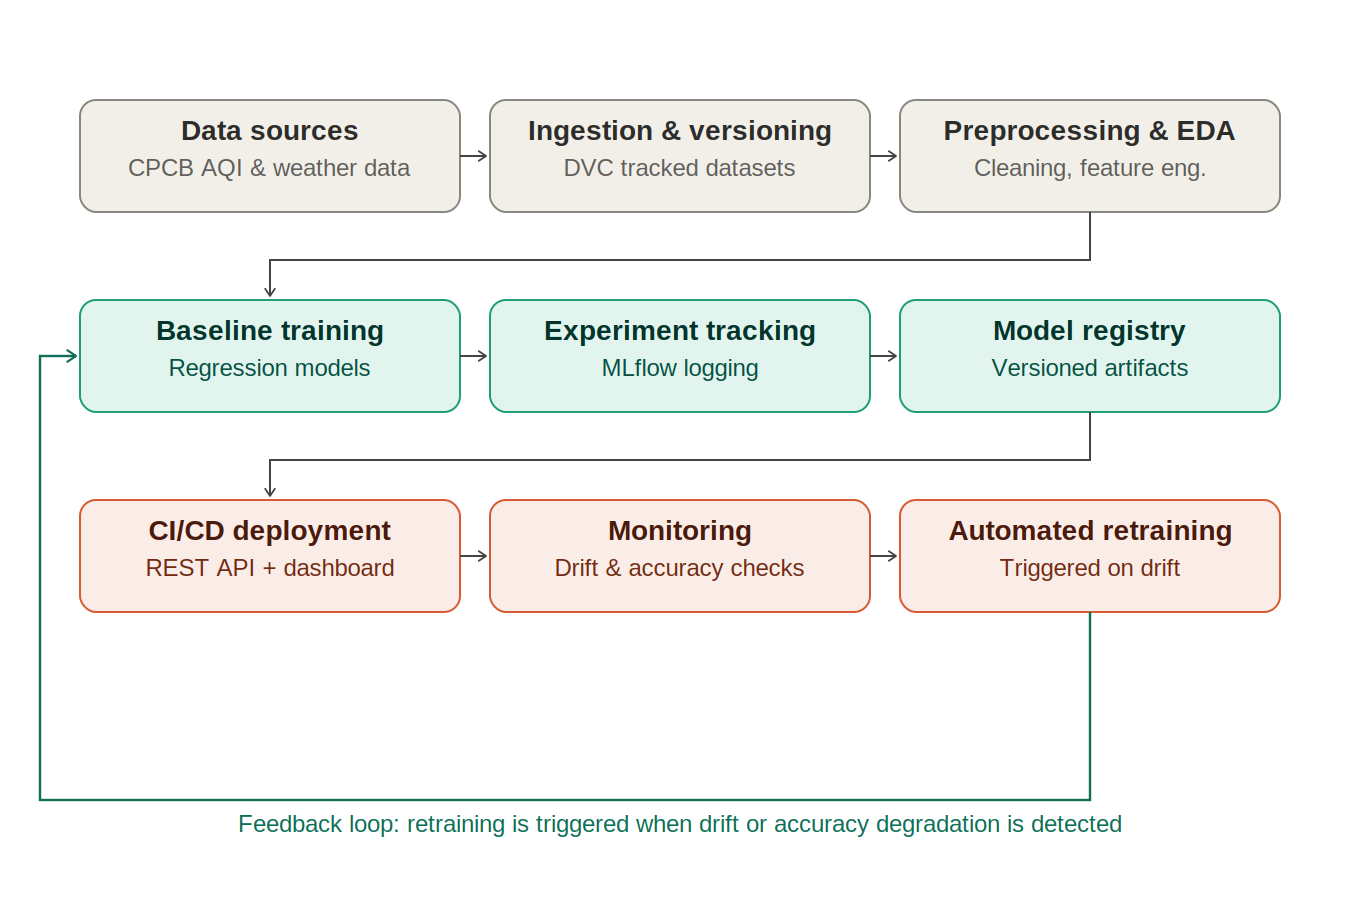 Data sources
CPCB AQI & weather data
Ingestion & versioning
DVC tracked datasets
Preprocessing & EDA
Cleaning, feature eng.
Baseline training
Regression models
Experiment tracking
MLflow logging
Model registry
Versioned artifacts
CI/CD deployment
REST API + dashboard
Monitoring
Drift & accuracy checks
Automated retraining
Triggered on drift
Feedback loop: retraining is triggered when drift or accuracy degradation is detected